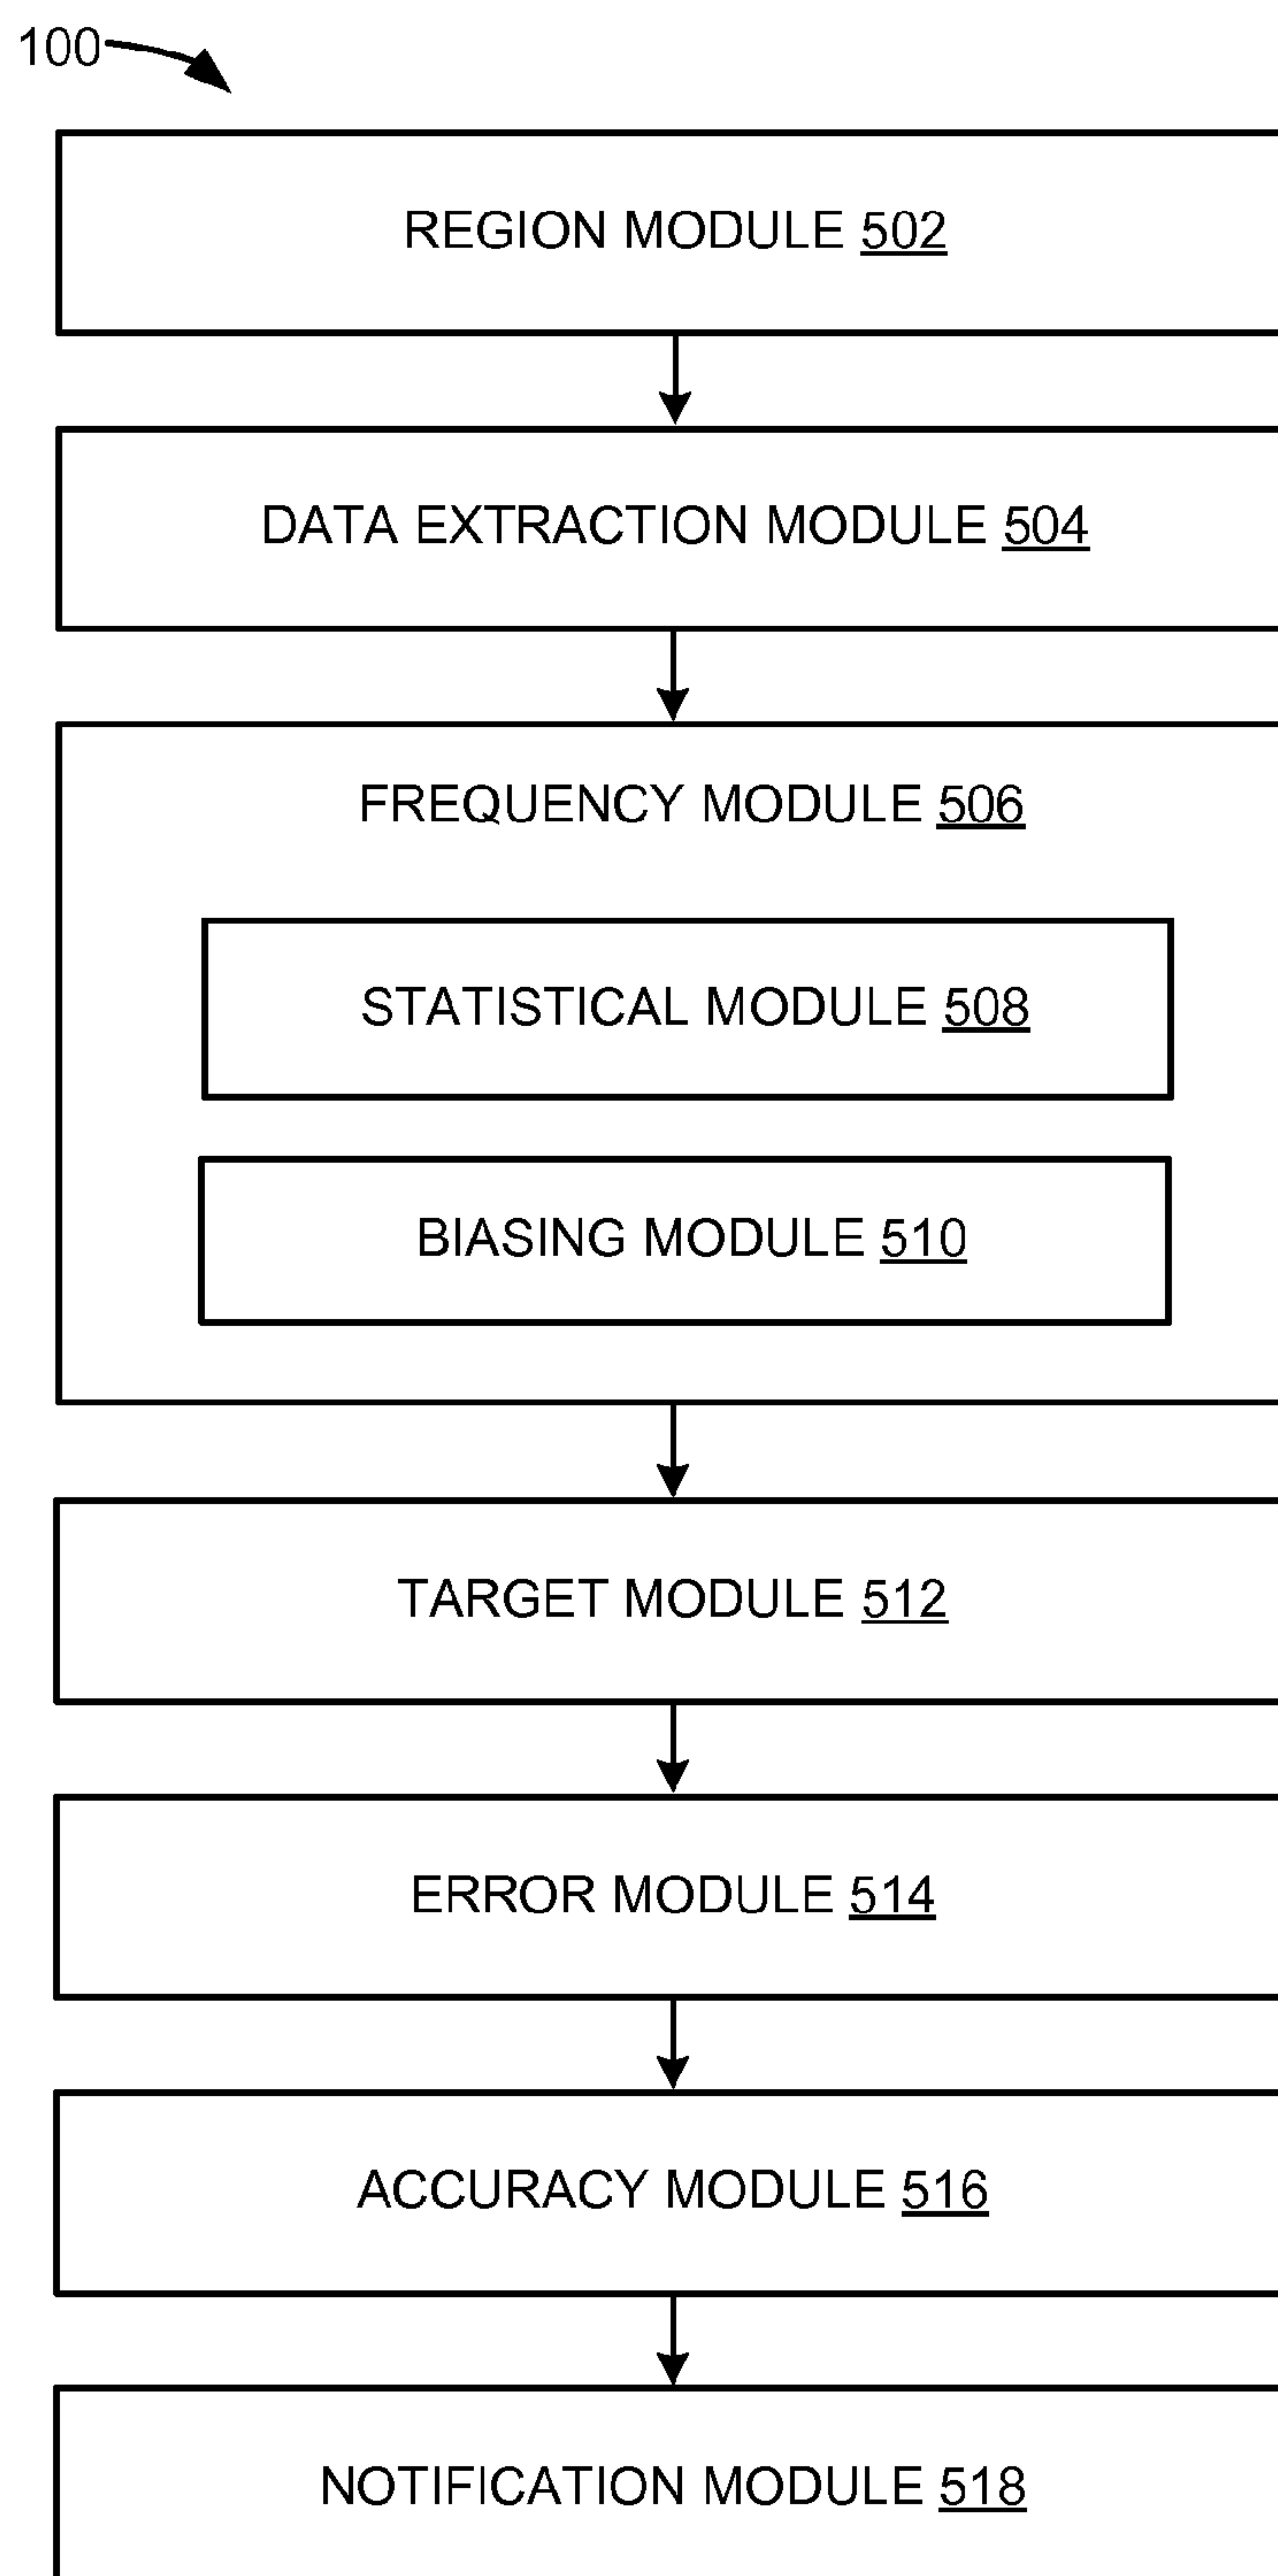 100
REGION MODULE 502
DATA EXTRACTION MODULE 504
FREQUENCY MODULE 506
STATISTICAL MODULE 508
BIASING MODULE 510
TARGET MODULE 512
ERROR MODULE 514
ACCURACY MODULE 516
NOTIFICATION MODULE 518